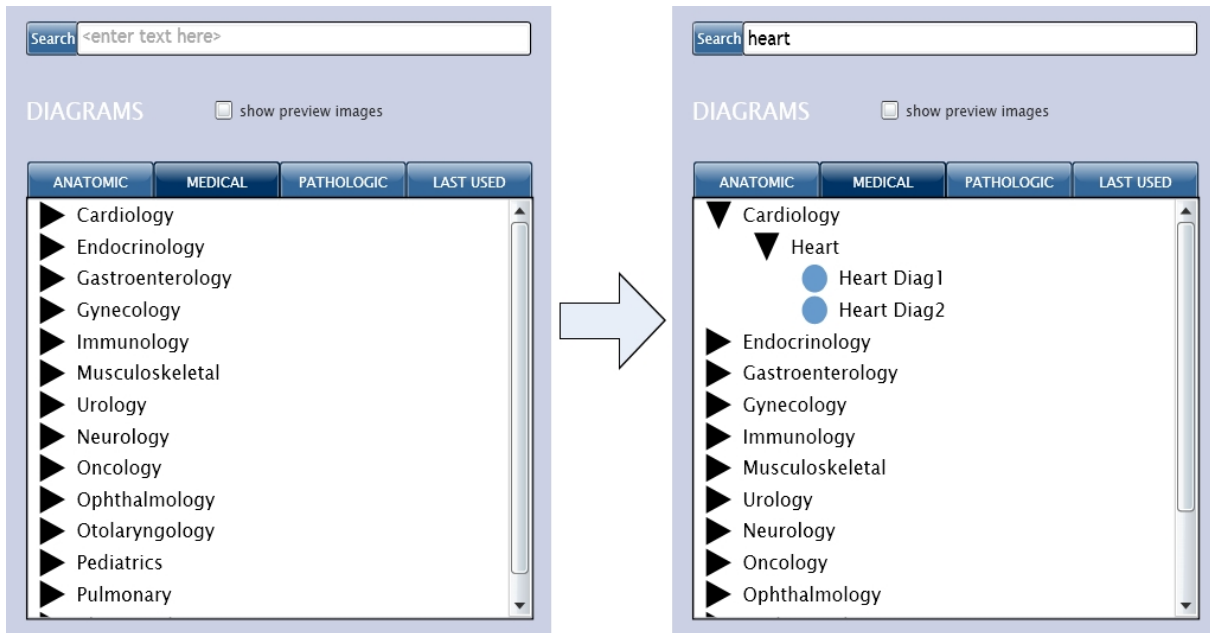 Search <enter text here>
DIAGRAMS show preview images
ANATOMIC MEDICAL PATHOLOGIC LAST USED
Cardiology
Endocrinology
Gastroenterology
Gynecology
Immunology
Musculoskeletal
Urology
Neurology
Oncology
Ophthalmology
Otolaryngology
Pediatrics
Pulmonary
Search heart
DIAGRAMS show preview images
ANATOMIC MEDICAL PATHOLOGIC LAST USED
Cardiology
Heart
Heart Diag1
Heart Diag2
Endocrinology
Gastroenterology
Gynecology
Immunology
Musculoskeletal
Urology
Neurology
Oncology
Ophthalmology